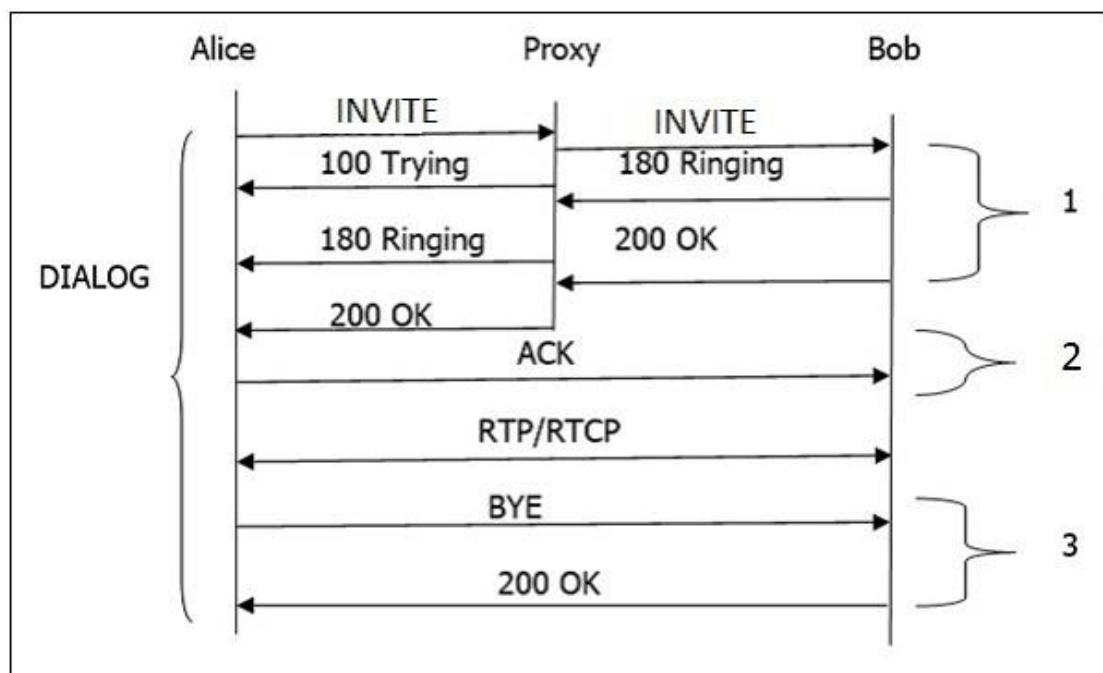 Alice Proxy Bob
INVITE INVITE
100 Trying 180 Ringing
1
180 Ringing 200 OK
DIALOG
200 OK
ACK 2
RTP/RTCP
BYE
3
200 OK